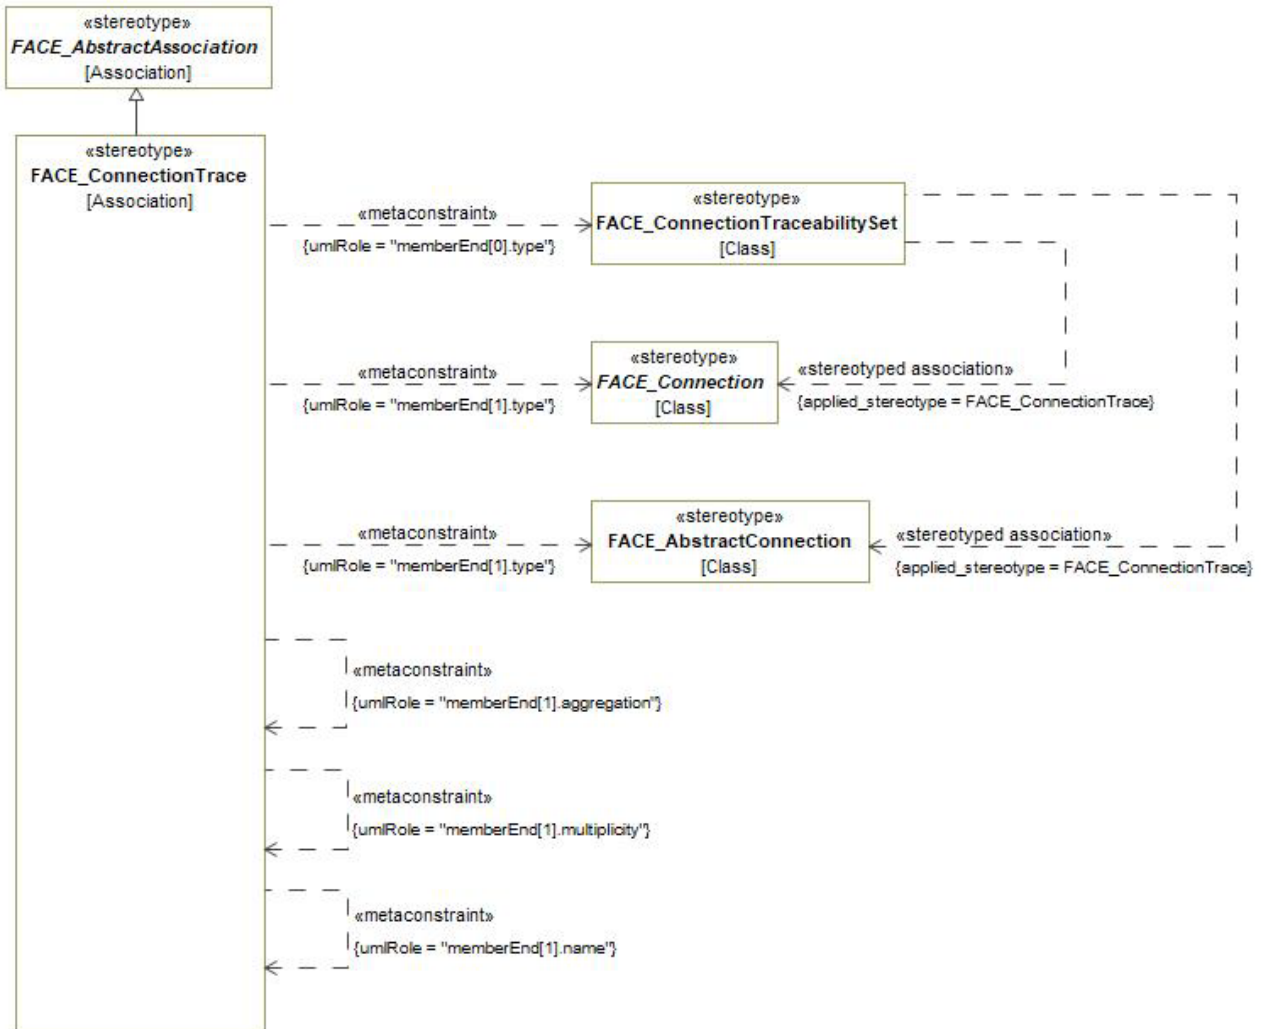 «stereotype»
FACE_AbstractAssociation
[Association]
«stereotype»
FACE_ConnectionTrace
[Association]
«metaconstraint»
{umlRole = "memberEnd[0].type"}
«stereotype»
FACE_ConnectionTraceabilitySet
[Class]
«metaconstraint»
{umlRole = "memberEnd[1].type"}
«stereotype»
FACE_Connection
[Class]
«stereotyped association»
{applied_stereotype = FACE_ConnectionTrace}
«metaconstraint»
{umlRole = "memberEnd[1].type"}
«stereotype»
FACE_AbstractConnection
[Class]
«stereotyped association»
{applied_stereotype = FACE_ConnectionTrace}
«metaconstraint»
{umlRole = "memberEnd[1].aggregation"}
«metaconstraint»
{umlRole = "memberEnd[1].multiplicity"}
«metaconstraint»
{umlRole = "memberEnd[1].name"}